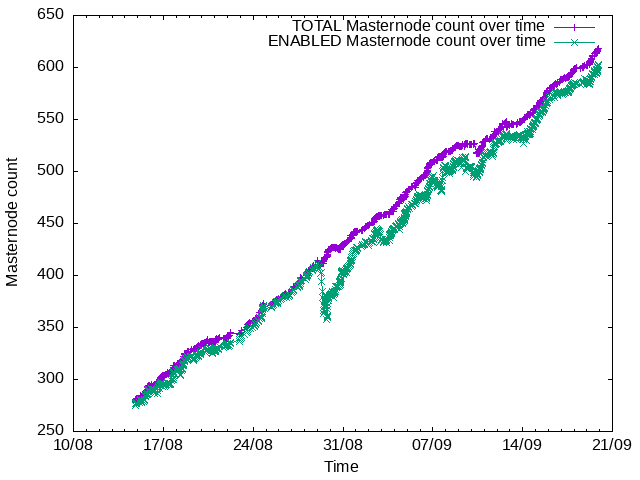 650
TOTAL Masternode count over time
ENABLED Masternode count over time
600
550
500
450
400
350
300
250
Masternode count
10/08 17/08 24/08 31/08 07/09 14/09 21/09
Time